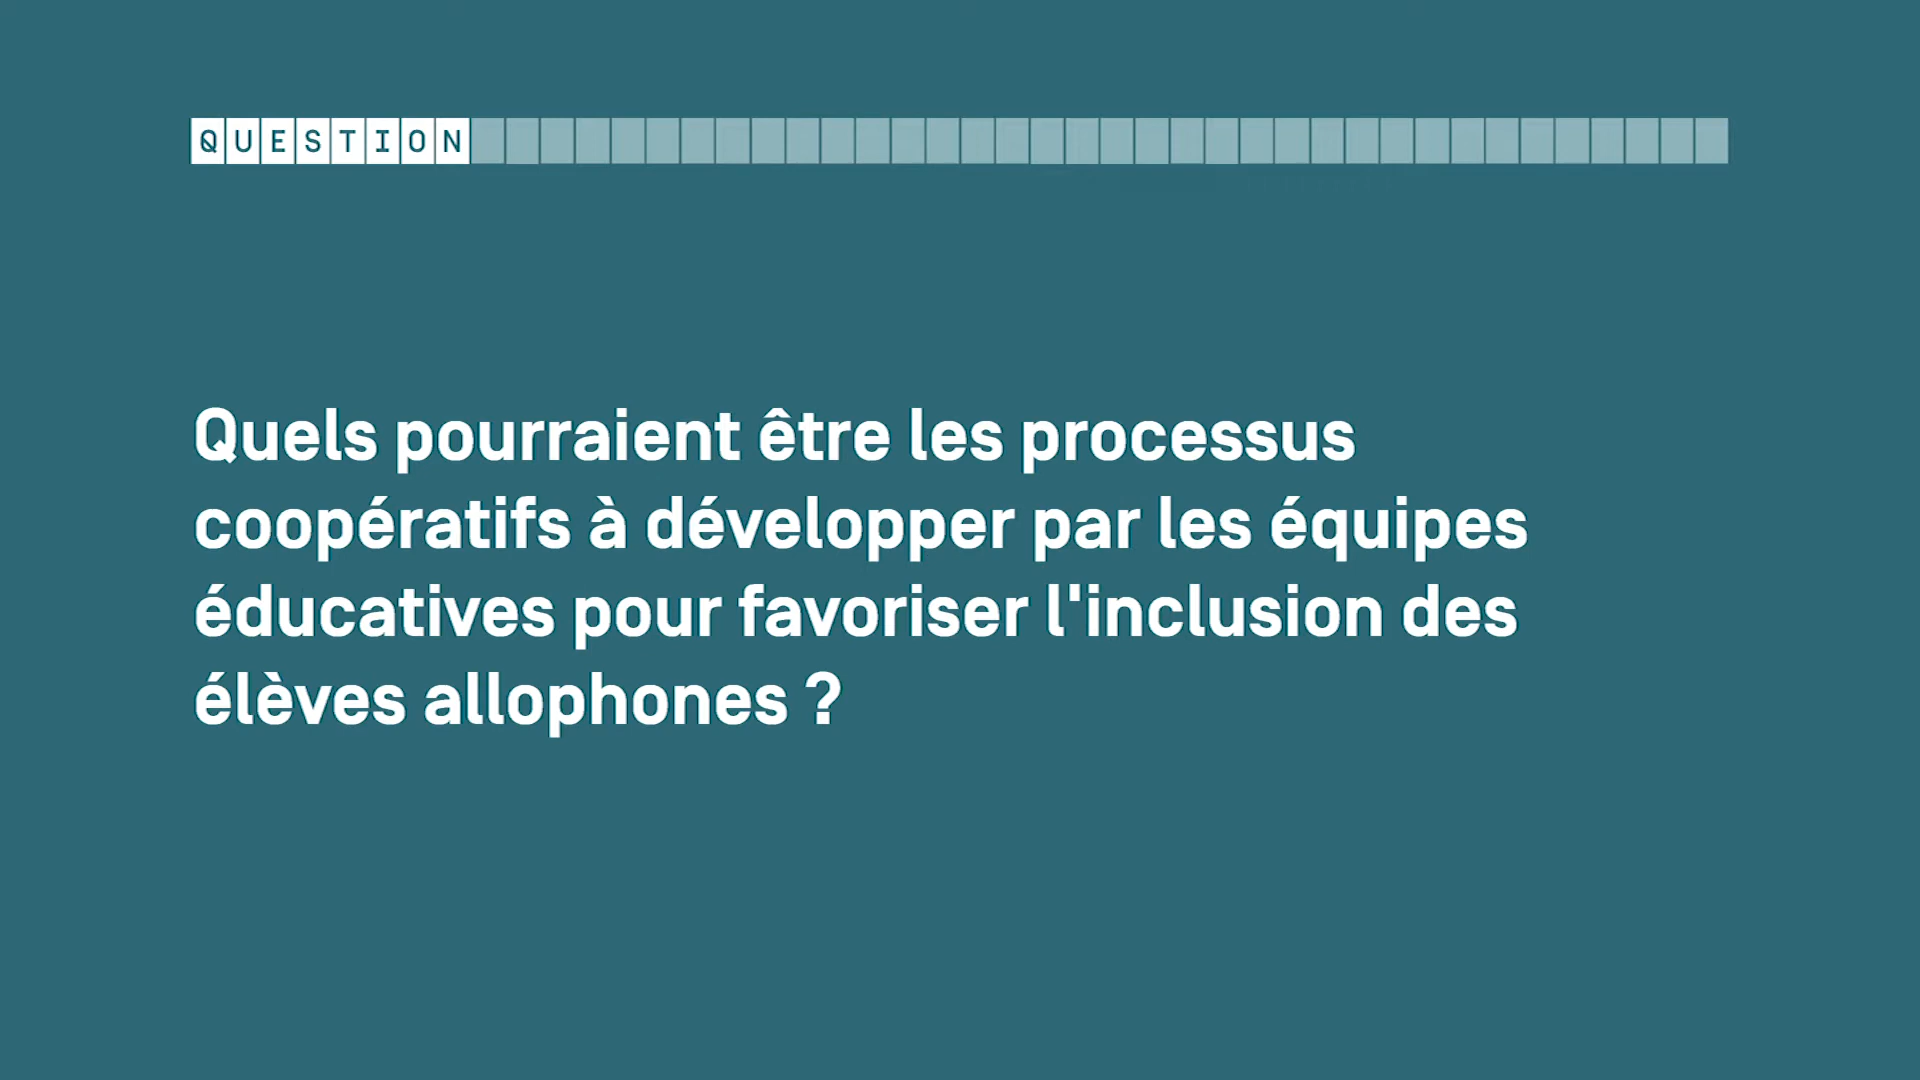 QUESTION
Quels pourraient être les processus
coopératifs à développer par les équipes
éducatives pour favoriser l'inclusion des
élèves allophones ?